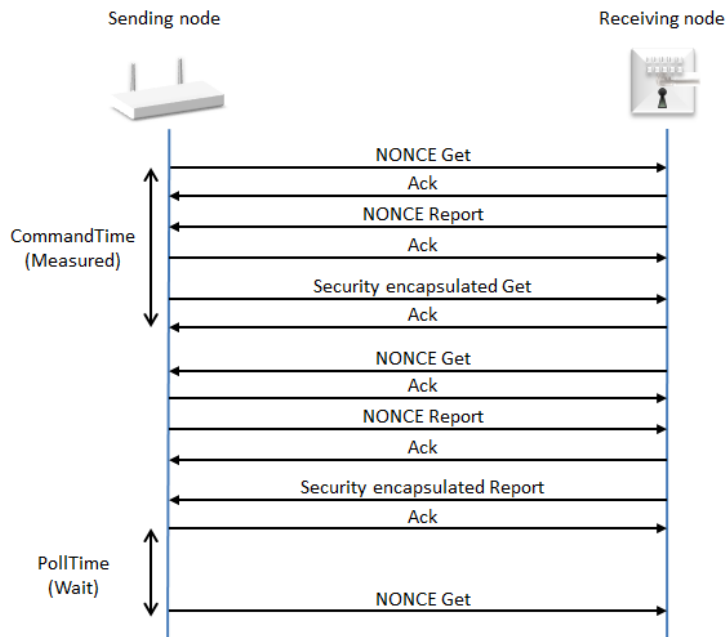 Sending node
Receiving node
NONCE Get
Ack
NONCE Report
CommandTime
(Measured)
Ack
Security encapsulated Get
Ack
NONCE Get
Ack
NONCE Report
Ack
Security encapsulated Report
Ack
PollTime
(Wait)
NONCE Get